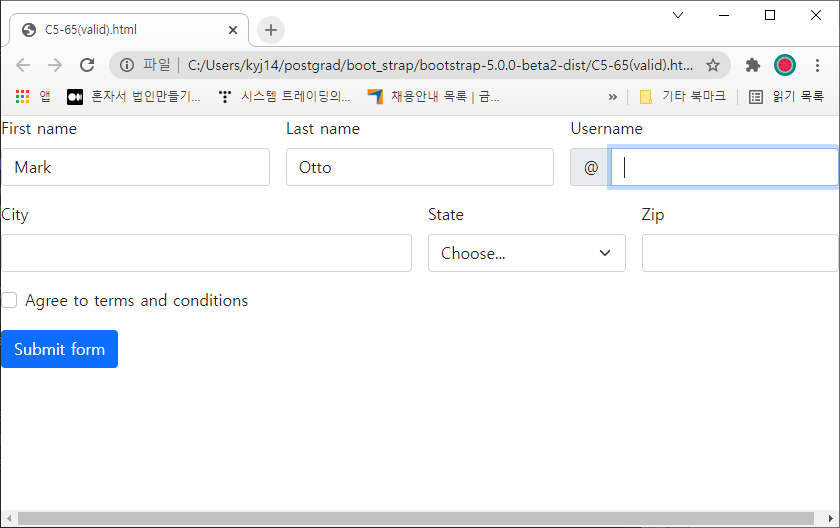 C5-65(valid).html
파일 C:/Users/kyj14/postgrad/boot_strap/bootstrap-5.0.0-beta2-dist/C5-65(valid).ht...
앱 혼자서 법인만들기... 시스템 트레이딩의... 채용안내 목록 | 금... » 기타 북마크 읽기 목록
First name Last name Username
Mark Otto @
City State Zip
Choose...
Agree to terms and conditions
Submit form